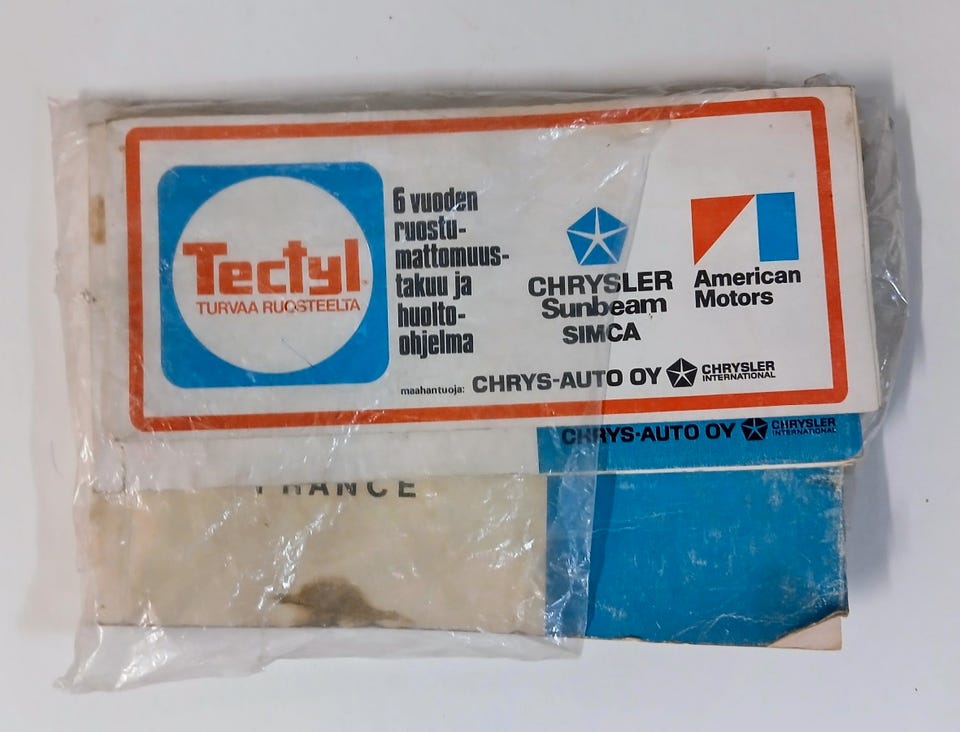 Tectyl
TURVAA RUOSTEELTA
6 vuoden
ruostu-
mattomuus-
takuu ja
huolto-
ohjelma
CHRYSLER
Sunbeam
SIMCA
American
Motors
maahantuoja: CHRYS-AUTO OY CHRYSLER
INTERNATIONAL
CHRYS-AUTO OY CHRYSLER
INTERNATIONAL
FRANCE